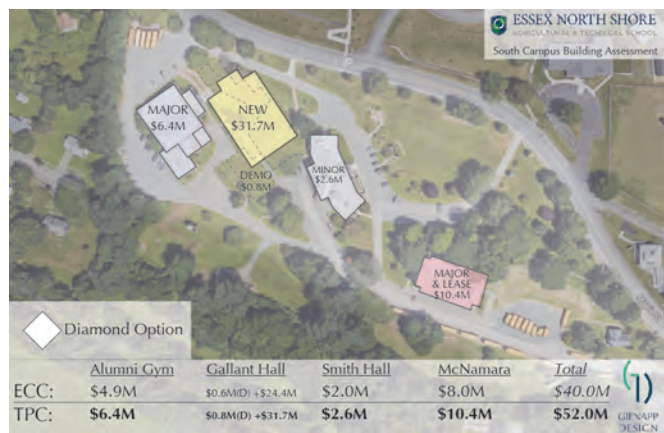 ESSEX NORTH SHORE
AGRICULTURAL & TECHNICAL SCHOOL
South Campus Building Assessment
MAJOR
$6.4M
NEW
$31.7M
DEMO
$0.8M
MINOR
$2.6M
MAJOR
& LEASE
$10.4M
Diamond Option
Alumni Gym Gallant Hall Smith Hall McNamara Total
ECC: $4.9M $0.6M(D) +$24.4M $2.0M $8.0M $40.0M
TPC: $6.4M $0.8M(D) +$31.7M $2.6M $10.4M $52.0M
GIENAPP
DESIGN